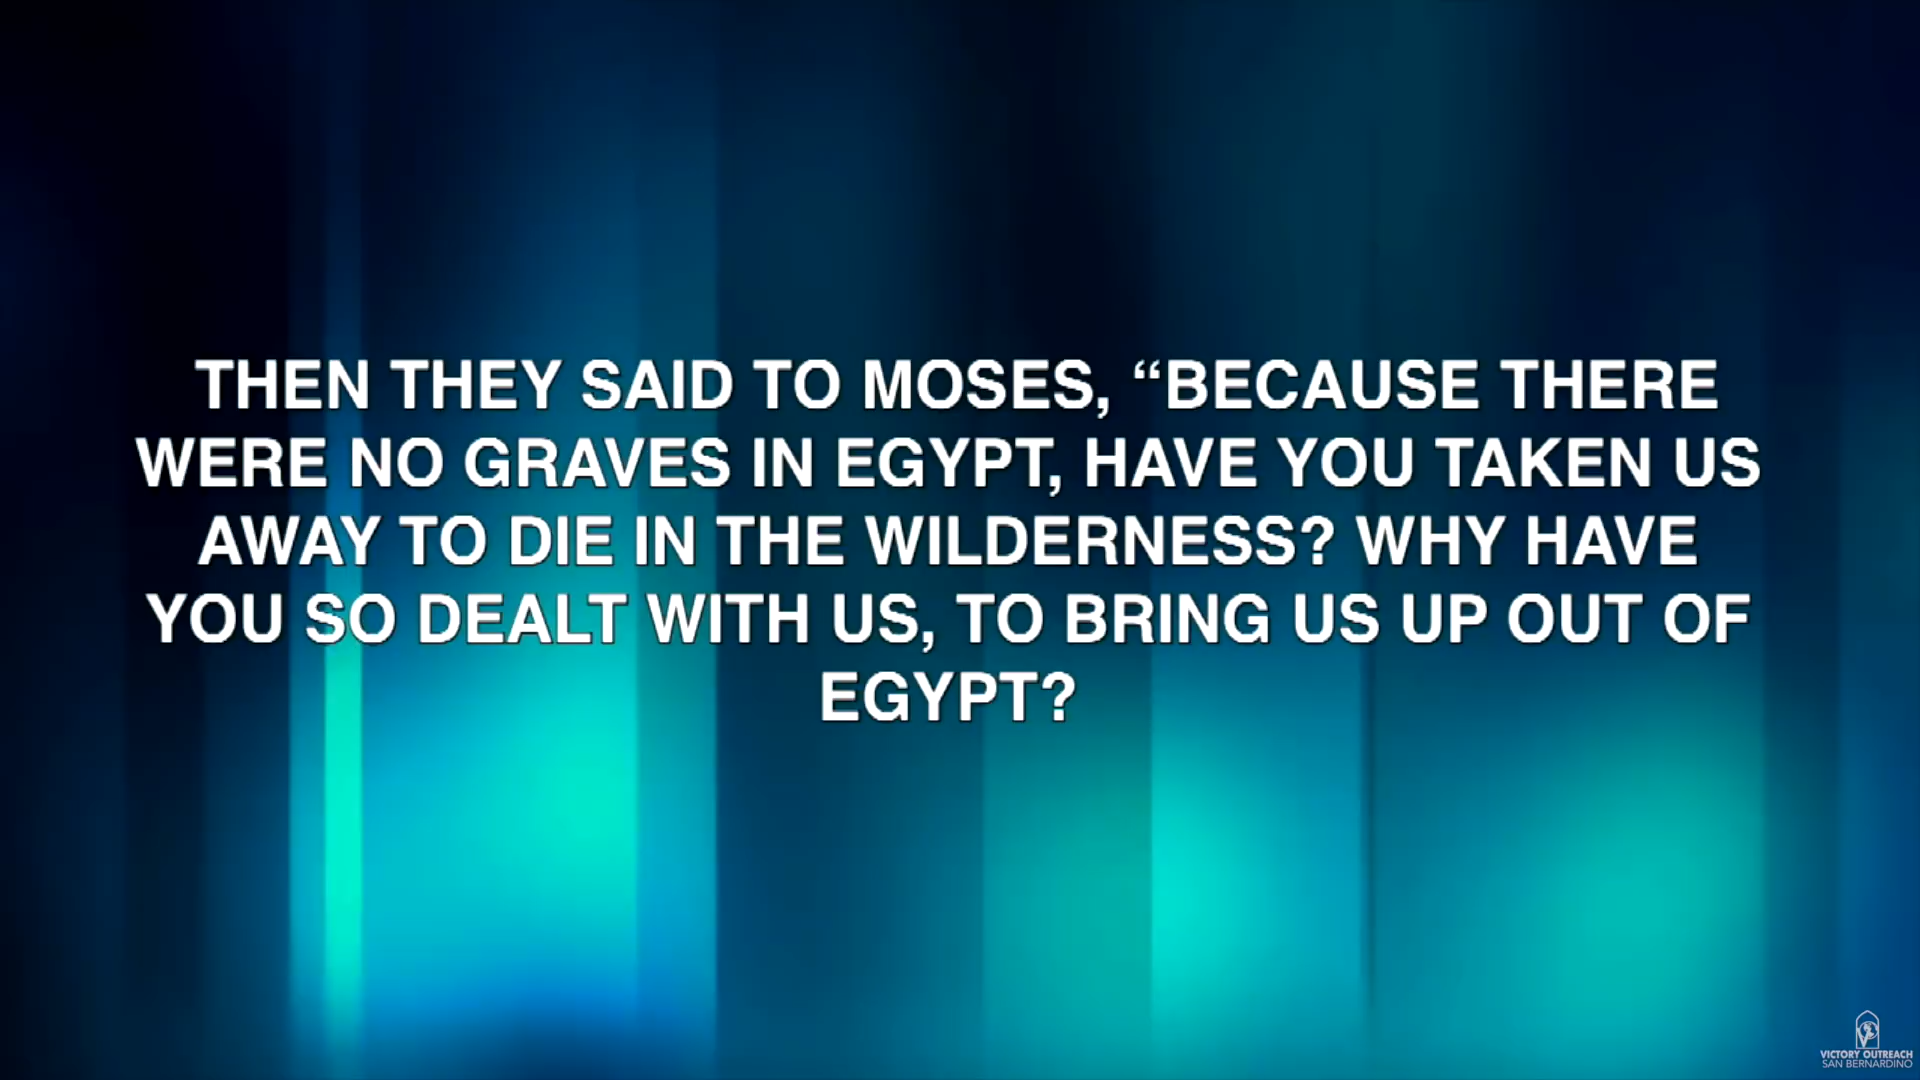 THEN THEY SAID TO MOSES, “BECAUSE THERE
WERE NO GRAVES IN EGYPT, HAVE YOU TAKEN US
AWAY TO DIE IN THE WILDERNESS? WHY HAVE
YOU SO DEALT WITH US, TO BRING US UP OUT OF
EGYPT?
VICTORY OUTREACH
SAN BERNARDINO